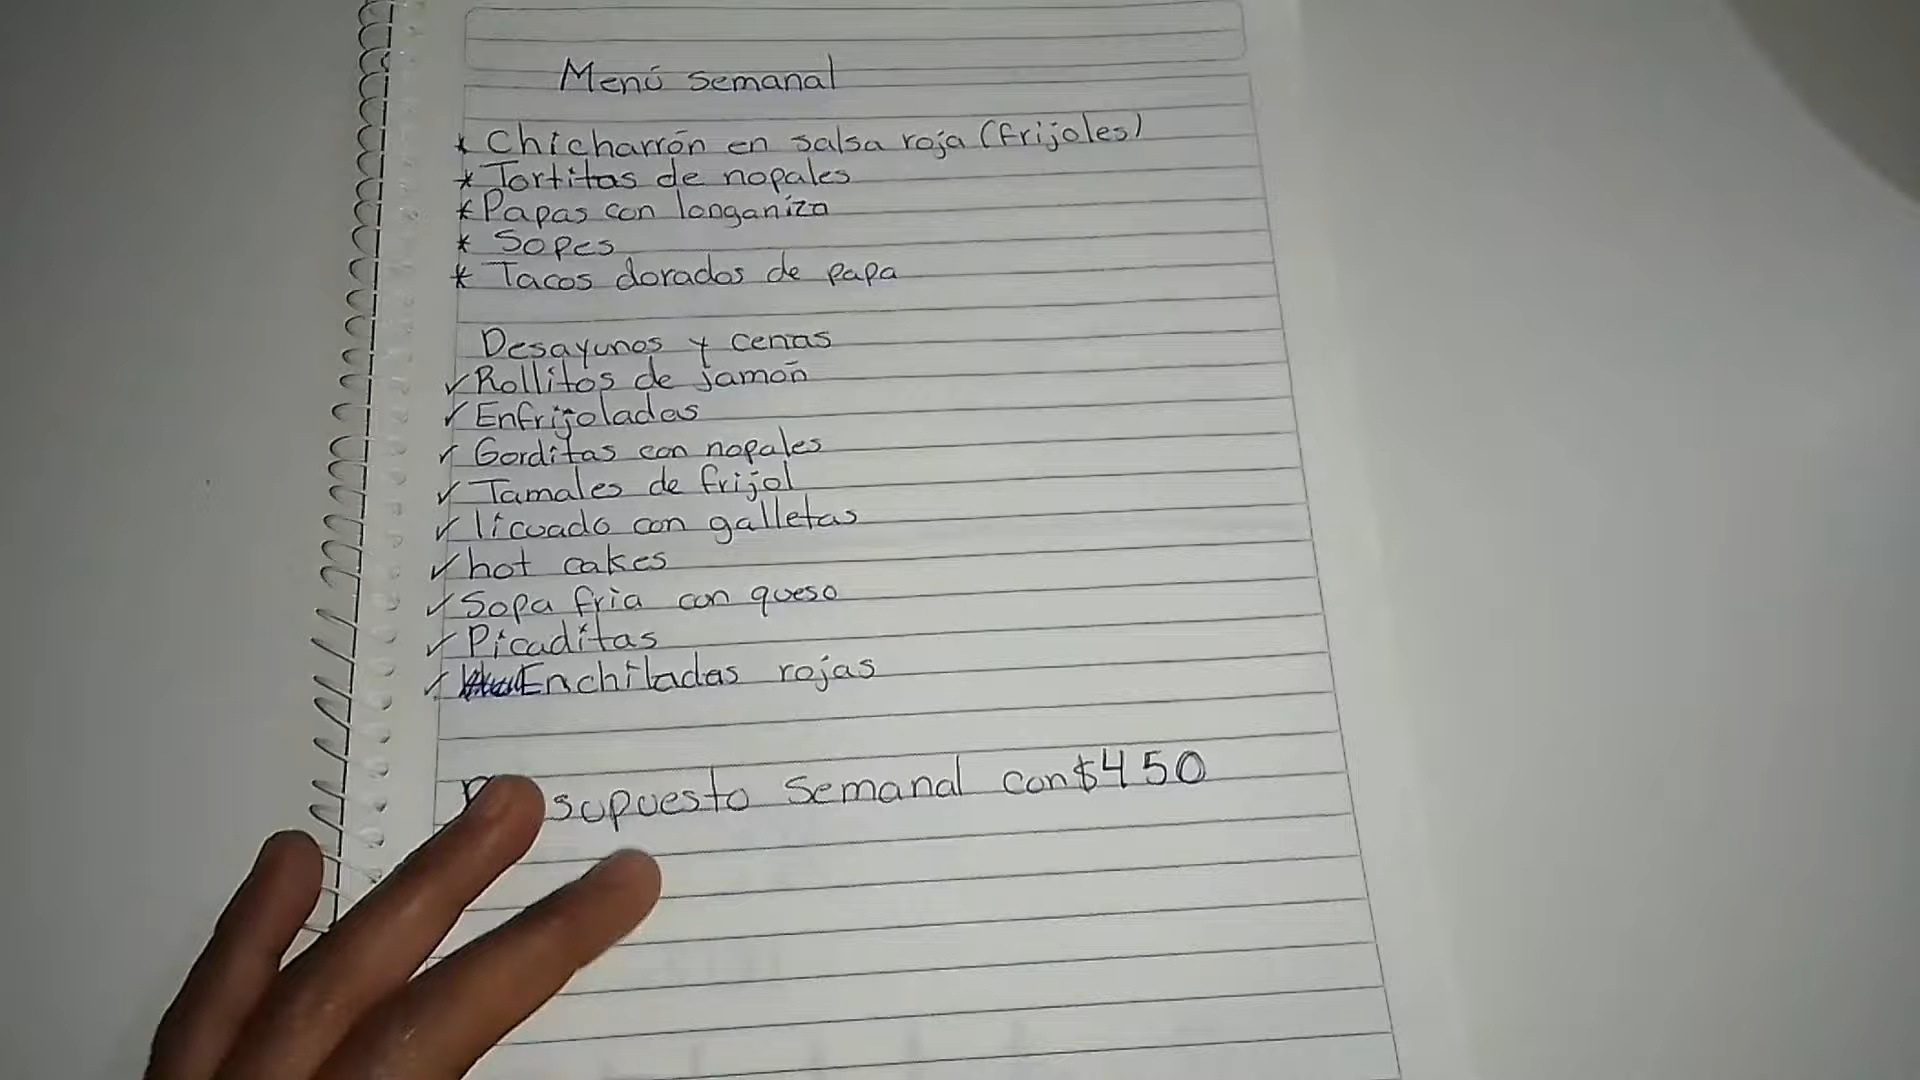 Menú semanal
* Chicharrón en salsa roja (frijoles)
* Tortitas de nopales
* Papas con longaniza
* Sopes
* Tacos dorados de papa
Desayunos y cenas
✓ Rollitos de jamón
✓ Enfrijoladas
✓ Gorditas con nopales
✓ Tamales de frijol
✓ licuado con galletas
✓ hot cakes
✓ Sopa fria con queso
✓ Picaditas
✓ Enchiladas rojas
semanal con $450